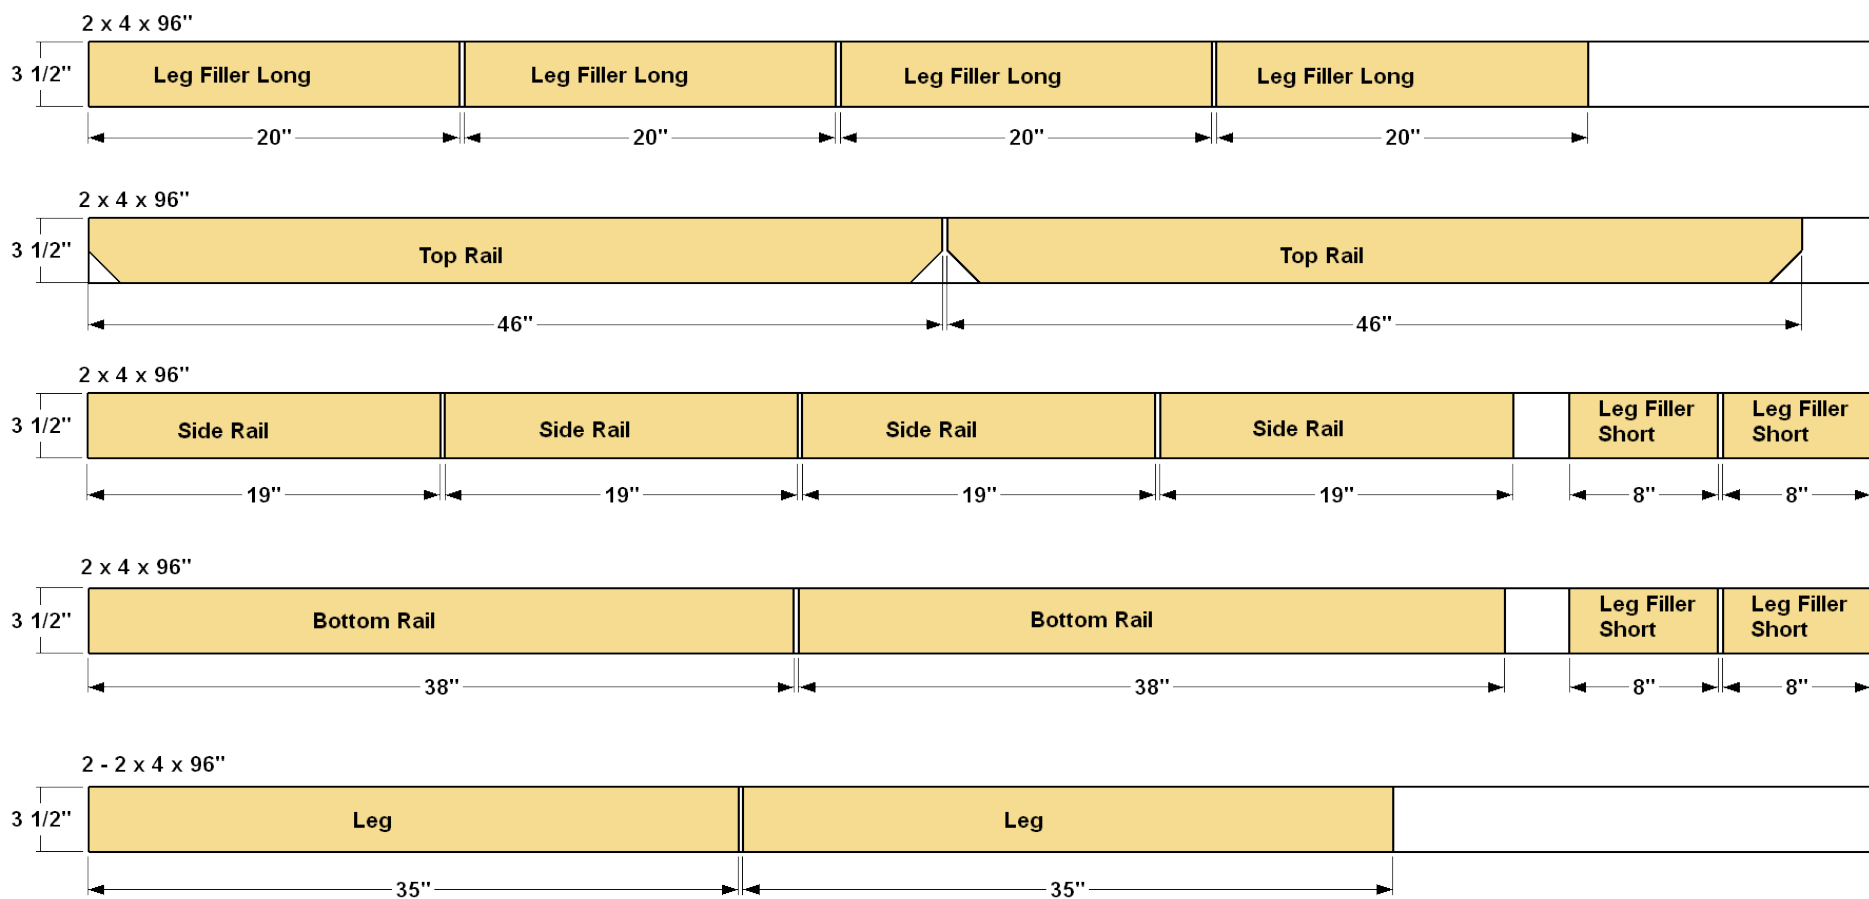 2 x 4 x 96"
3 1/2"
Leg Filler Long
Leg Filler Long
Leg Filler Long
Leg Filler Long
20"
20"
20"
20"
2 x 4 x 96"
3 1/2"
Top Rail
Top Rail
46"
46"
2 x 4 x 96"
3 1/2"
Side Rail
Side Rail
Side Rail
Side Rail
Leg Filler
Short
Leg Filler
Short
19"
19"
19"
19"
8"
8"
2 x 4 x 96"
3 1/2"
Bottom Rail
Bottom Rail
Leg Filler
Short
Leg Filler
Short
38"
38"
8"
8"
2 - 2 x 4 x 96"
3 1/2"
Leg
Leg
35"
35"